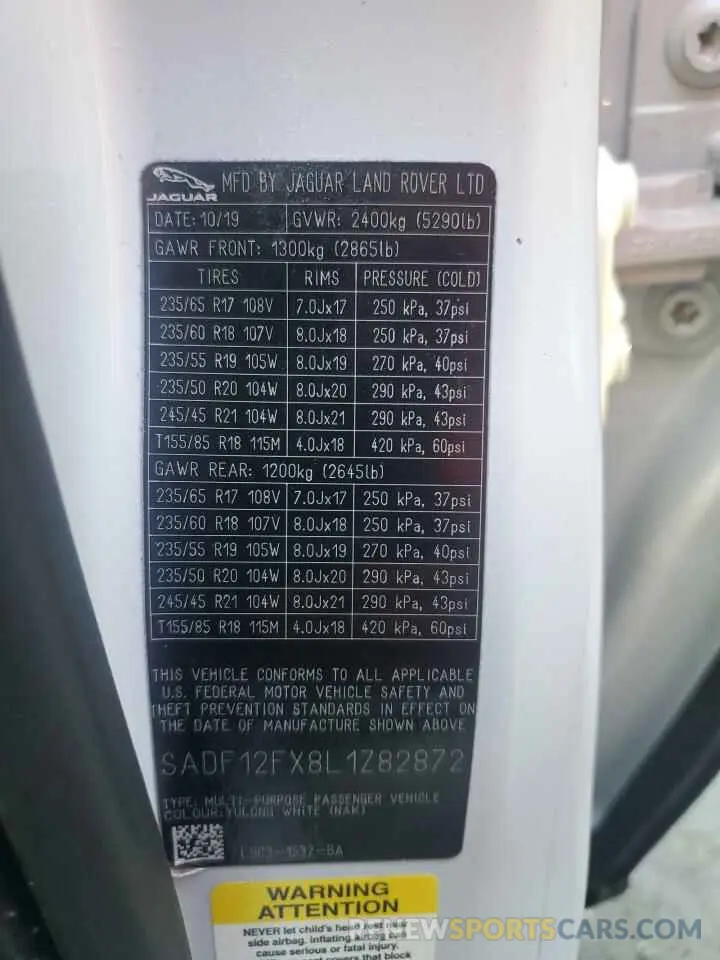 JAGUAR MFD BY JAGUAR LAND ROVER LTD
DATE: 10/19 GVWR: 2400kg (5290lb)
GAWR FRONT: 1300kg (2865lb)
TIRES RIMS PRESSURE (COLD)
235/65 R17 108V 7.0Jx17 250 kPa, 37psi
235/60 R18 107V 8.0Jx18 250 kPa, 37psi
235/55 R19 105W 8.0Jx19 270 kPa, 40psi
235/50 R20 104W 8.0Jx20 290 kPa, 43psi
245/45 R21 104W 8.0Jx21 290 kPa, 43psi
T155/85 R18 115M 4.0Jx18 420 kPa, 60psi
GAWR REAR: 1200kg (2645lb)
235/65 R17 108V 7.0Jx17 250 kPa, 37psi
235/60 R18 107V 8.0Jx18 250 kPa, 37psi
235/55 R19 105W 8.0Jx19 270 kPa, 40psi
235/50 R20 104W 8.0Jx20 290 kPa, 43psi
245/45 R21 104W 8.0Jx21 290 kPa, 43psi
T155/85 R18 115M 4.0Jx18 420 kPa, 60psi
THIS VEHICLE CONFORMS TO ALL APPLICABLE
U.S. FEDERAL MOTOR VEHICLE SAFETY AND
THEFT PREVENTION STANDARDS IN EFFECT ON
THE DATE OF MANUFACTURE SHOWN ABOVE
SADF12FX8L1Z82872
TYPE: MULTI-PURPOSE PASSENGER VEHICLE
COLOUR:YULONG WHITE (NAK)
WARNING
ATTENTION
NEVER let child's head rest near
side airbag. inflating airbag can
cause serious or fatal injury.
covers that block
RENEWSPORTSCARS.COM